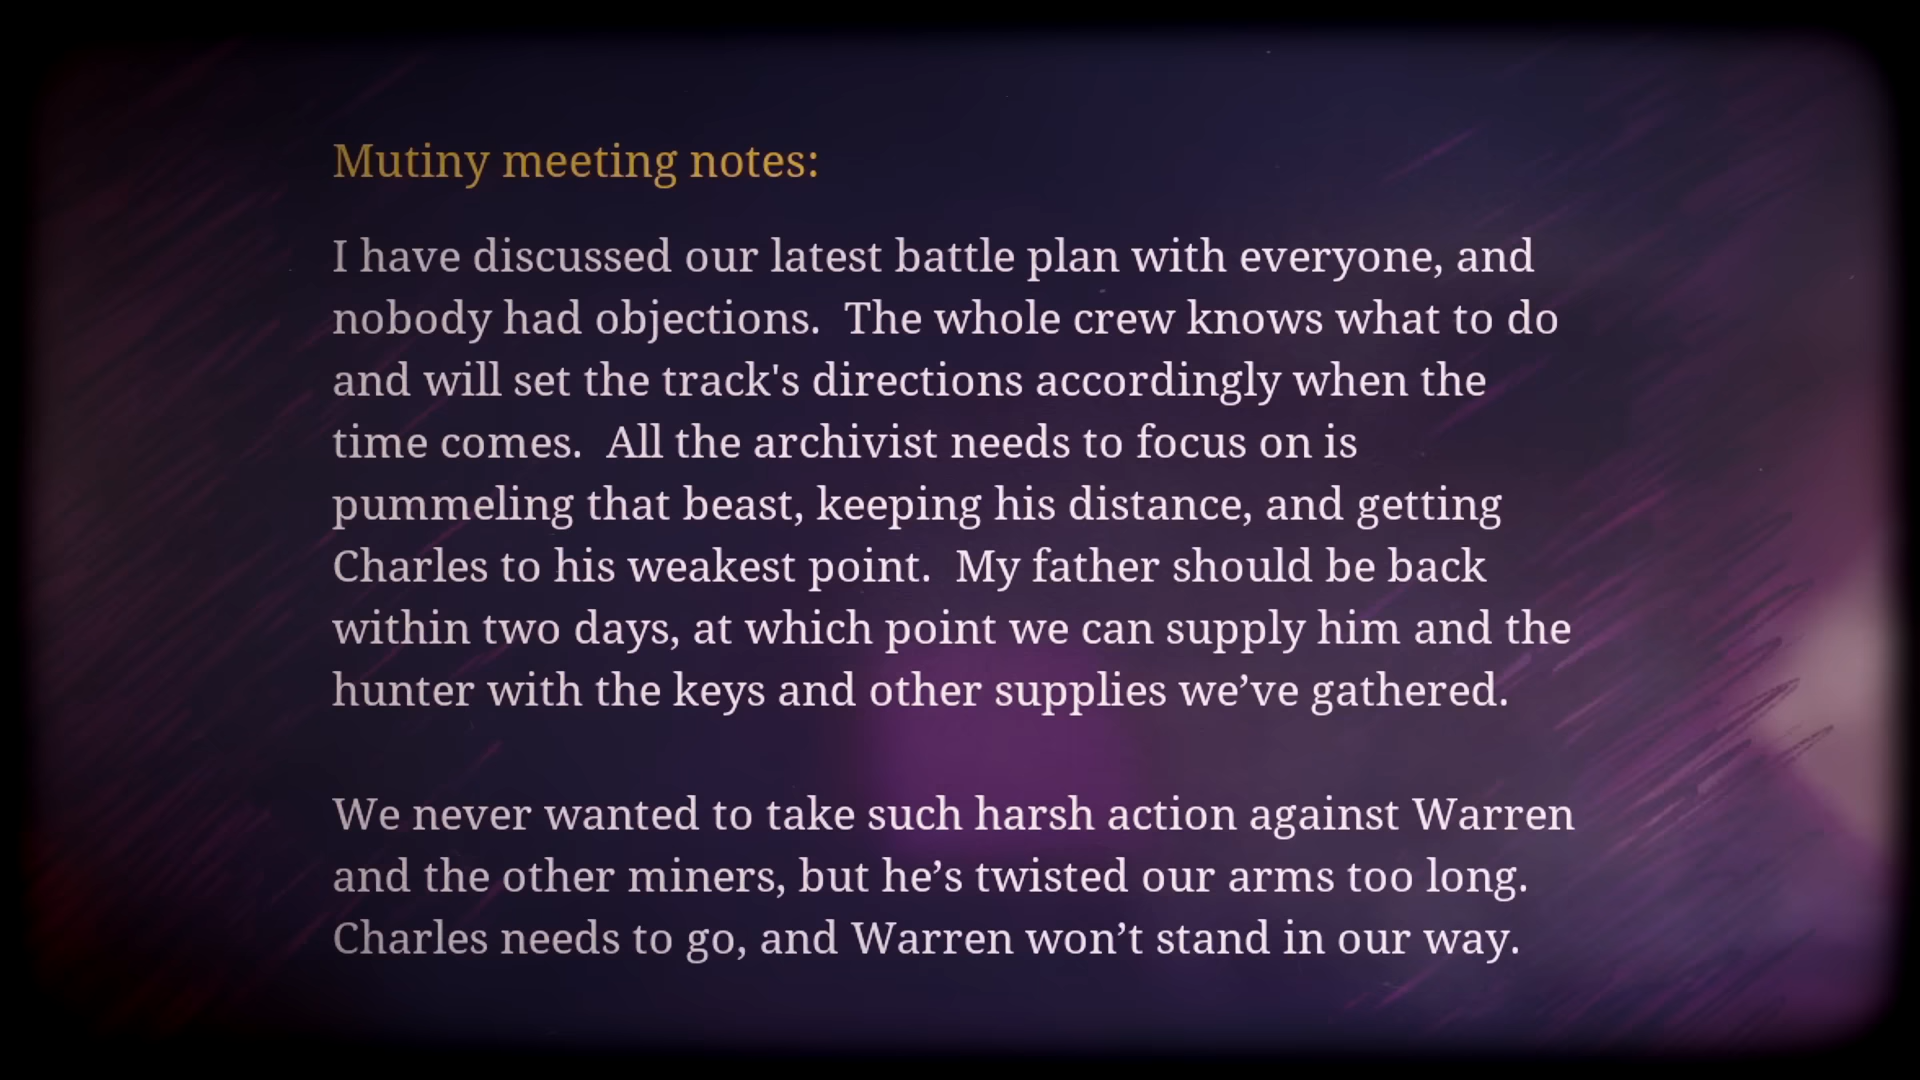 Mutiny meeting notes:
I have discussed our latest battle plan with everyone, and
nobody had objections.  The whole crew knows what to do
and will set the track's directions accordingly when the
time comes.  All the archivist needs to focus on is
pummeling that beast, keeping his distance, and getting
Charles to his weakest point.  My father should be back
within two days, at which point we can supply him and the
hunter with the keys and other supplies we’ve gathered.
We never wanted to take such harsh action against Warren
and the other miners, but he’s twisted our arms too long.
Charles needs to go, and Warren won’t stand in our way.